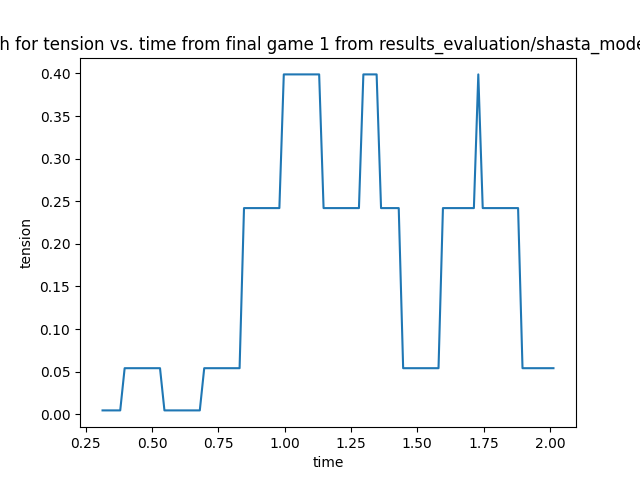 h for tension vs. time from final game 1 from results_evaluation/shasta_mode
0.40
0.35
0.30
0.25
0.20
0.15
0.10
0.05
0.00
tension
0.25 0.50 0.75 1.00 1.25 1.50 1.75 2.00
time